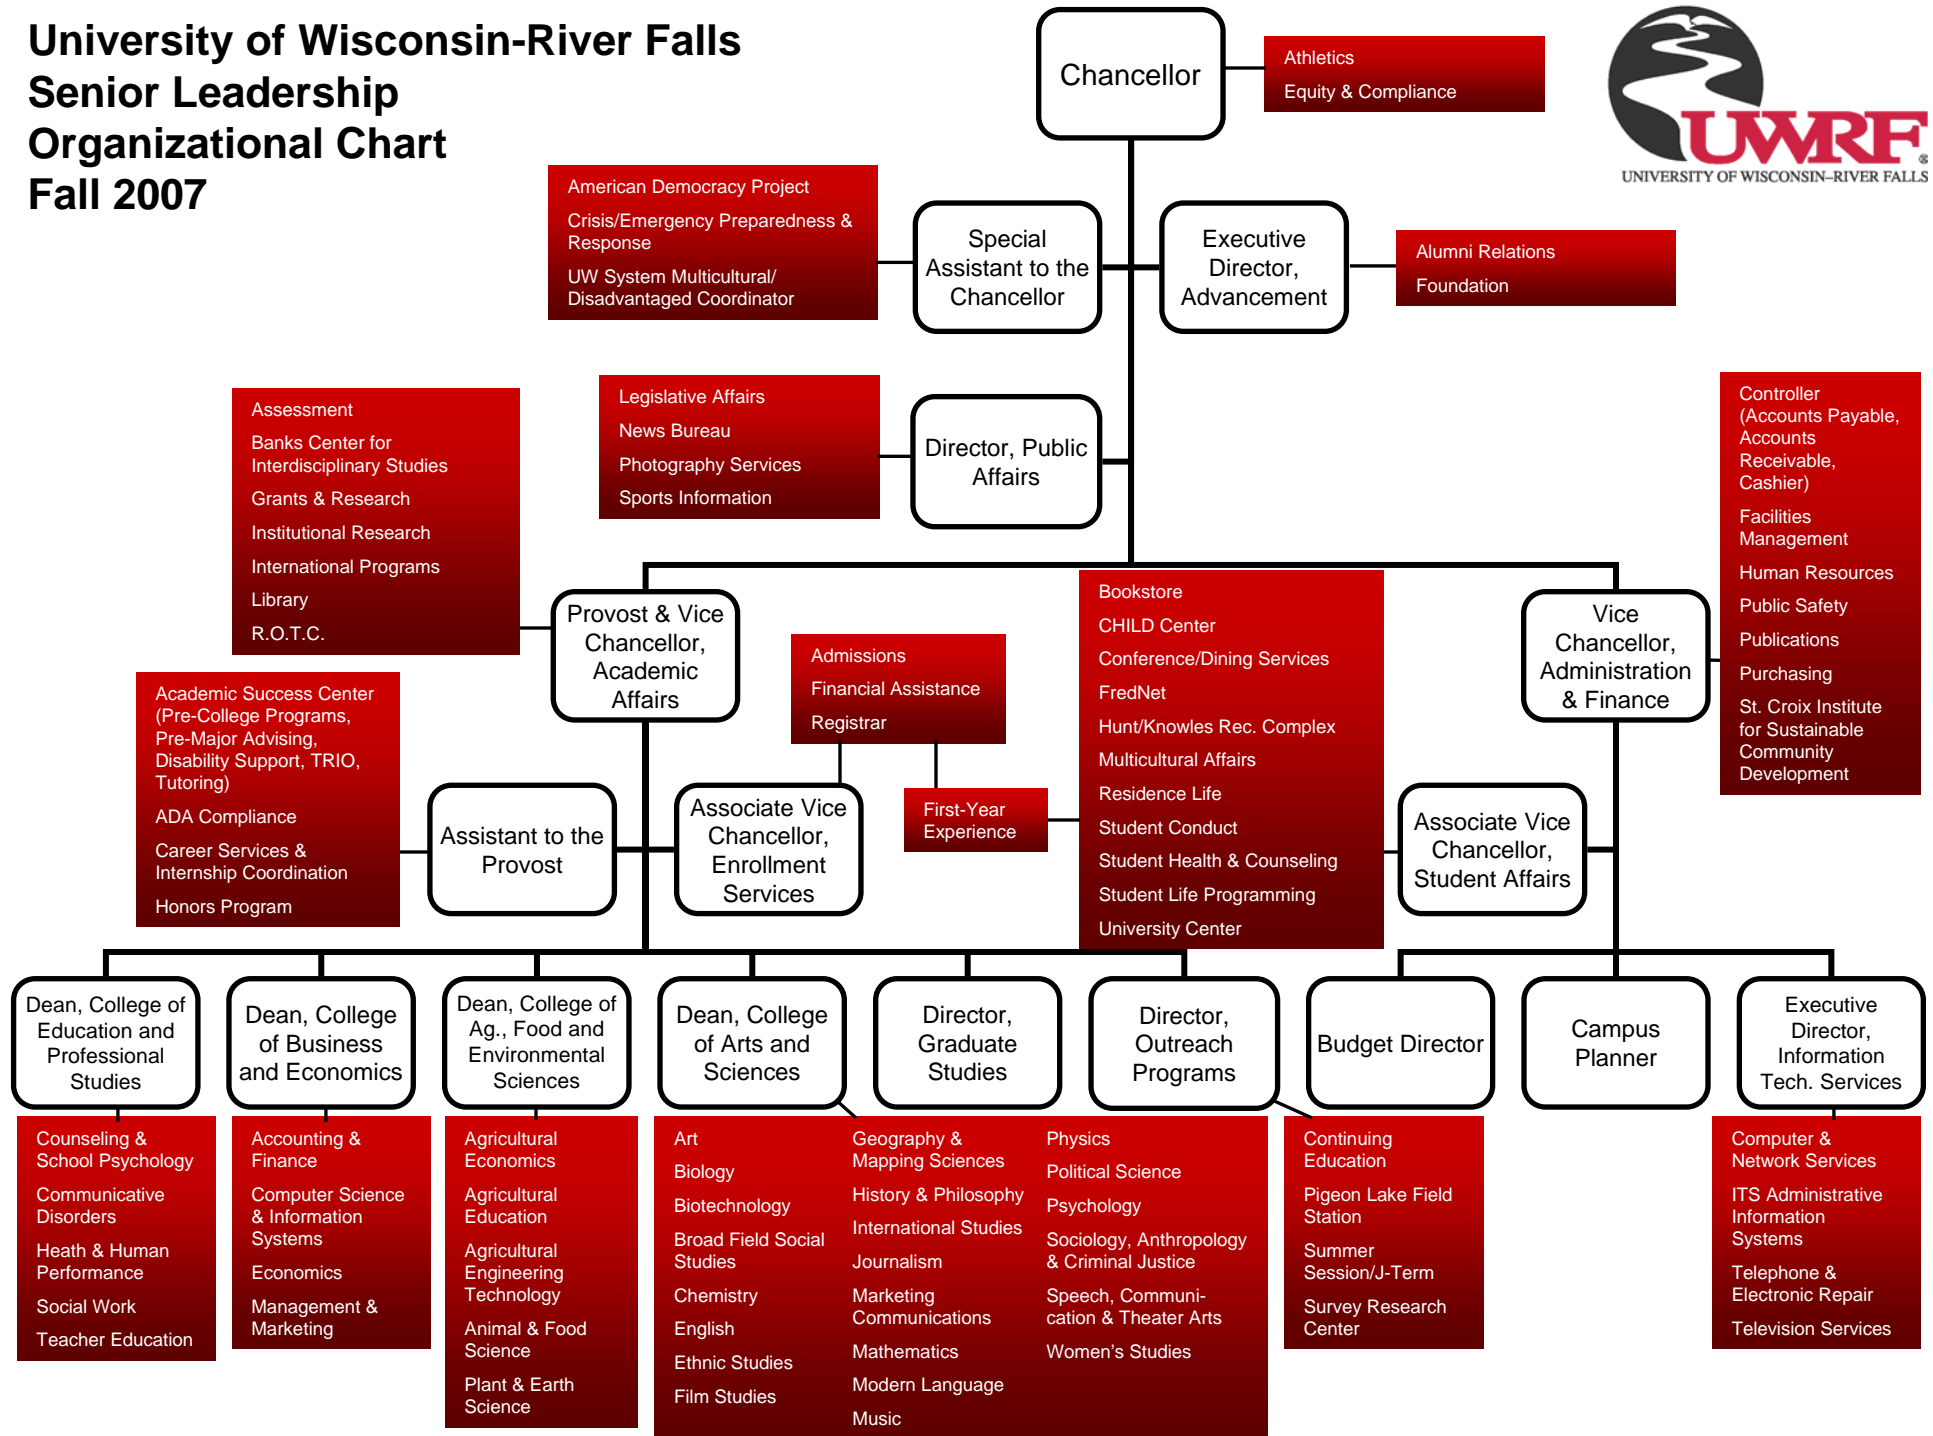 University of Wisconsin-River Falls
Senior Leadership
Organizational Chart
Fall 2007
Chancellor
Athletics
Equity & Compliance
UWRF®
UNIVERSITY OF WISCONSIN–RIVER FALLS
American Democracy Project
Crisis/Emergency Preparedness &
Response
UW System Multicultural/
Disadvantaged Coordinator
Special
Assistant to the
Chancellor
Executive
Director,
Advancement
Alumni Relations
Foundation
Legislative Affairs
News Bureau
Photography Services
Sports Information
Director, Public
Affairs
Assessment
Banks Center for
Interdisciplinary Studies
Grants & Research
Institutional Research
International Programs
Library
R.O.T.C.
Provost & Vice
Chancellor,
Academic
Affairs
Vice
Chancellor,
Administration
& Finance
Controller
(Accounts Payable,
Accounts
Receivable,
Cashier)
Facilities
Management
Human Resources
Public Safety
Publications
Purchasing
St. Croix Institute
for Sustainable
Community
Development
Academic Success Center
(Pre-College Programs,
Pre-Major Advising,
Disability Support, TRIO,
Tutoring)
ADA Compliance
Career Services &
Internship Coordination
Honors Program
Assistant to the
Provost
Associate Vice
Chancellor,
Enrollment
Services
Admissions
Financial Assistance
Registrar
First-Year
Experience
Bookstore
CHILD Center
Conference/Dining Services
FredNet
Hunt/Knowles Rec. Complex
Multicultural Affairs
Residence Life
Student Conduct
Student Health & Counseling
Student Life Programming
University Center
Associate Vice
Chancellor,
Student Affairs
Dean, College of
Education and
Professional
Studies
Dean, College
of Business
and Economics
Dean, College of
Ag., Food and
Environmental
Sciences
Dean, College
of Arts and
Sciences
Director,
Graduate
Studies
Director,
Outreach
Programs
Budget Director
Campus
Planner
Executive
Director,
Information
Tech. Services
Counseling &
School Psychology
Communicative
Disorders
Heath & Human
Performance
Social Work
Teacher Education
Accounting &
Finance
Computer Science
& Information
Systems
Economics
Management &
Marketing
Agricultural
Economics
Agricultural
Education
Agricultural
Engineering
Technology
Animal & Food
Science
Plant & Earth
Science
Art
Biology
Biotechnology
Broad Field Social
Studies
Chemistry
English
Ethnic Studies
Film Studies
Geography &
Mapping Sciences
History & Philosophy
International Studies
Journalism
Marketing
Communications
Mathematics
Modern Language
Music
Physics
Political Science
Psychology
Sociology, Anthropology
& Criminal Justice
Speech, Communi-
cation & Theater Arts
Women's Studies
Continuing
Education
Pigeon Lake Field
Station
Summer
Session/J-Term
Survey Research
Center
Computer &
Network Services
ITS Administrative
Information
Systems
Telephone &
Electronic Repair
Television Services